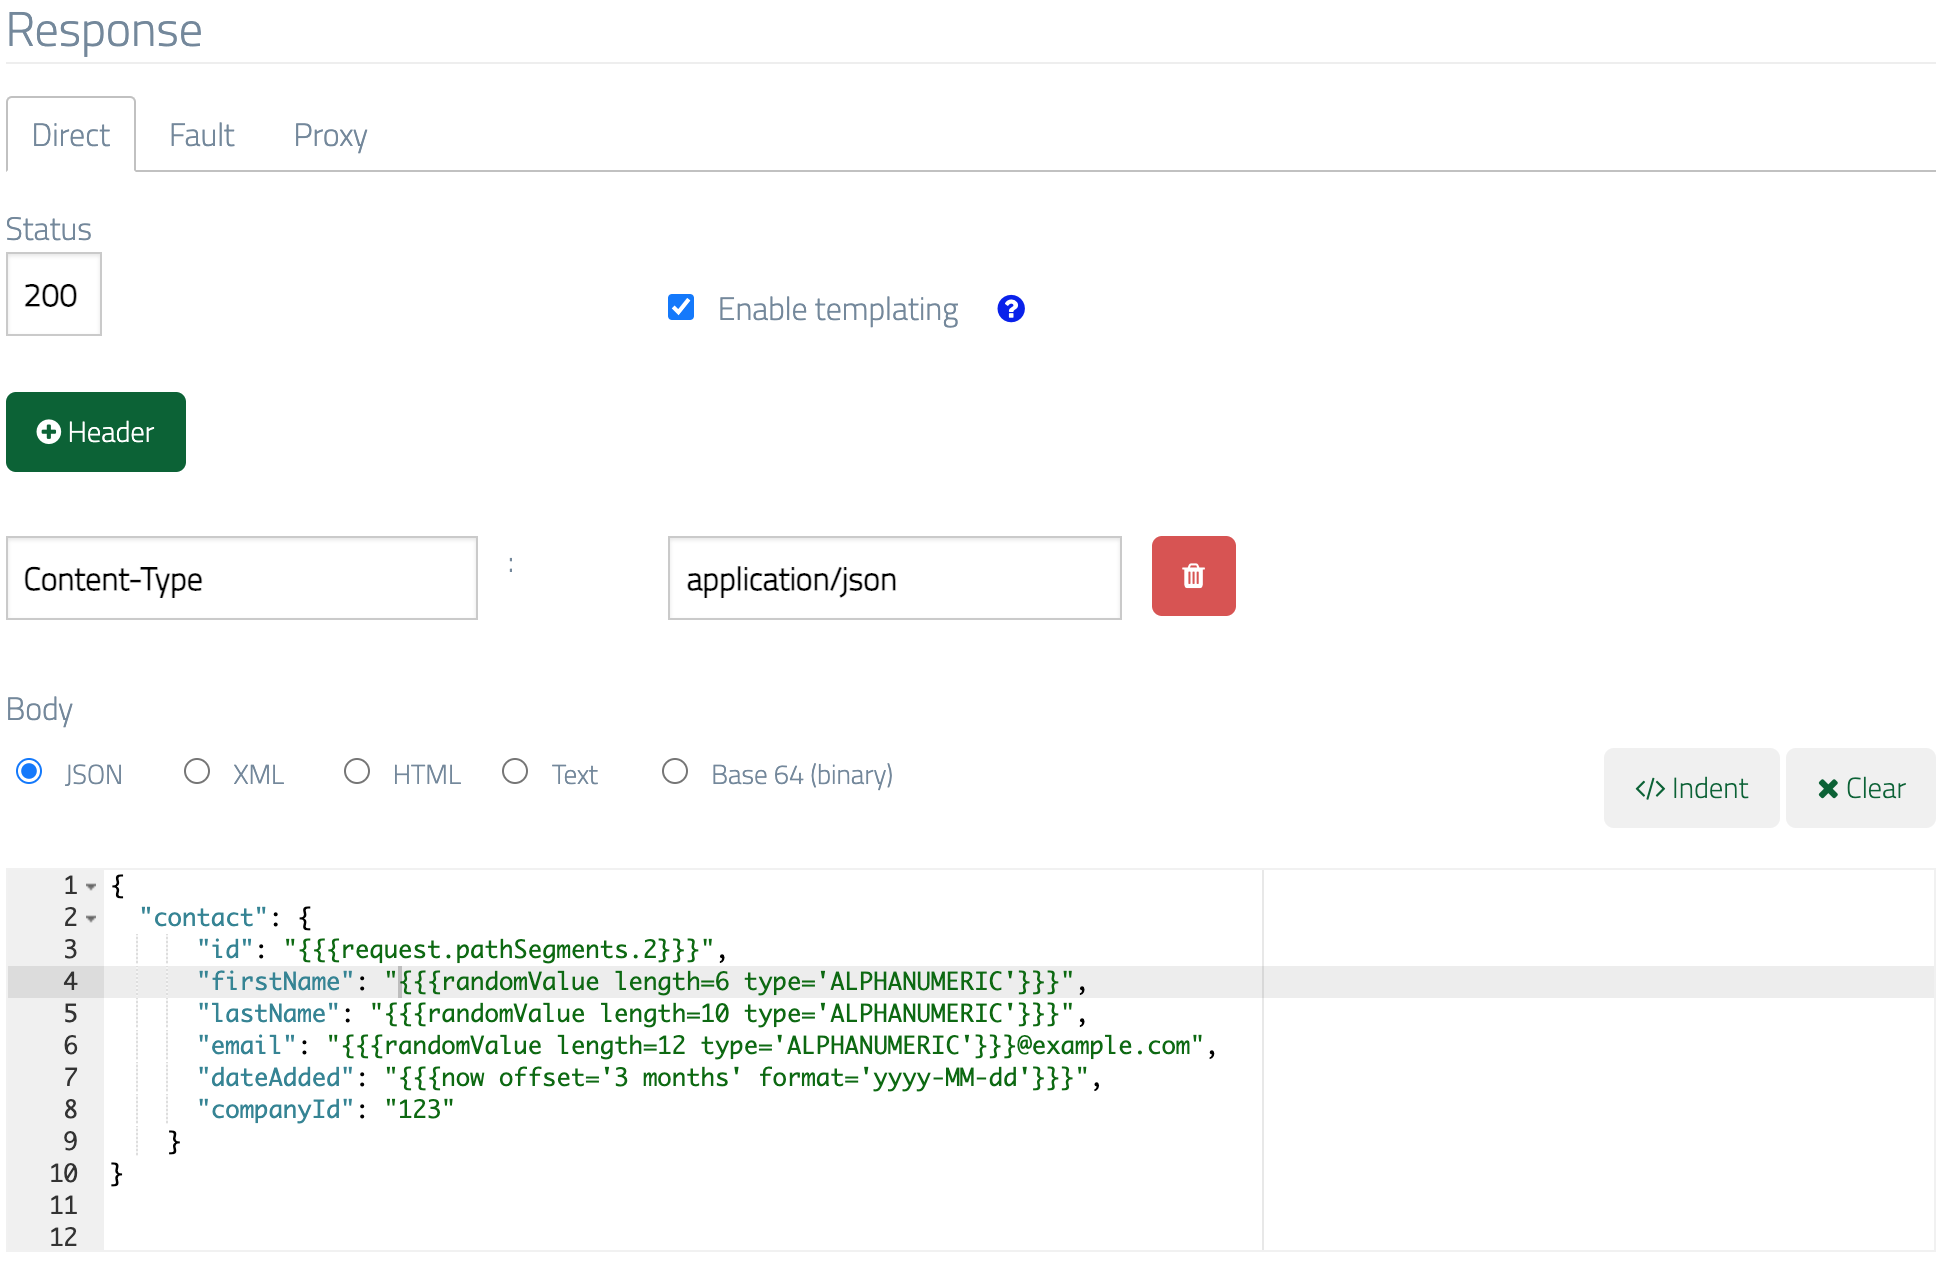 Response
Direct Fault Proxy
Status
200
Enable templating ?
Header
Content-Type : application/json
Body
JSON XML HTML Text Base 64 (binary)
</> Indent Clear
1 {
2 "contact": {
3 "id": "{{{request.pathSegments.2}}}",
4 "firstName": "{{{randomValue length=6 type='ALPHANUMERIC'}}}",
5 "lastName": "{{{randomValue length=10 type='ALPHANUMERIC'}}}",
6 "email": "{{{randomValue length=12 type='ALPHANUMERIC'}}}@example.com",
7 "dateAdded": "{{{now offset='3 months' format='yyyy-MM-dd'}}}",
8 "companyId": "123"
9 }
10 }
11
12